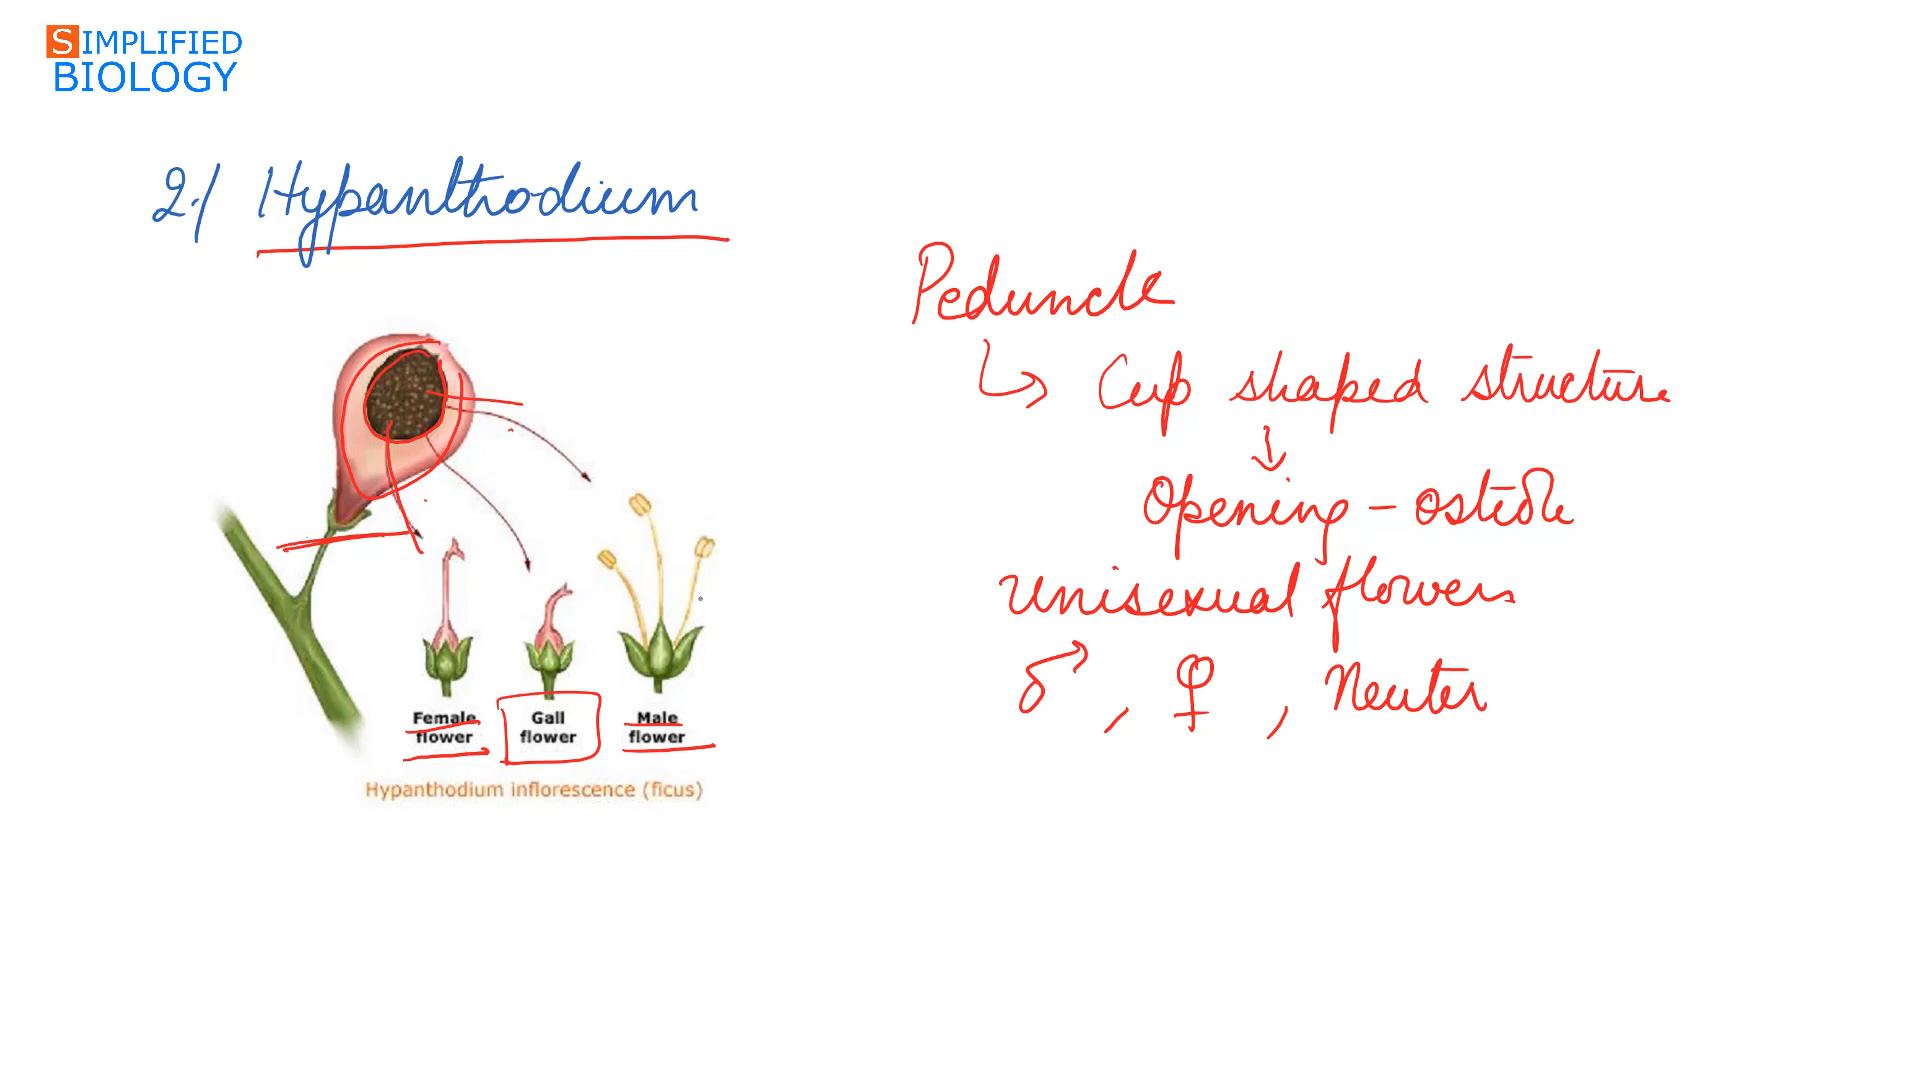 SIMPLIFIED
BIOLOGY
2./ Hypanthodium
Peduncle
↳ Cup shaped structure
↓
Opening - ostiole
Unisexual flowers
♂, ♀, Neuter
Female flower
Gall flower
Male flower
Hypanthodium inflorescence (ficus)